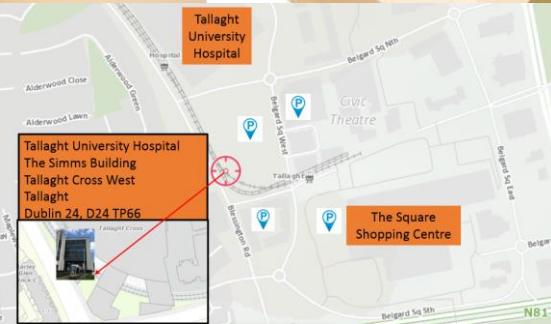 Tallaght
University
Hospital
Hospital
Belgard Sq Nth
Alderwood Close
Alderwood Green
Alderwood Lawn
Belgard Sq West
Civic
Theatre
Tallaght University Hospital
The Simms Building
Tallaght Cross West
Tallaght
Dublin 24, D24 TP66
Belgard Sq East
Blessington Rd
The Square
Shopping Centre
Tallaght Cross
Belgard Sq Sth
N81
P
P
P
P